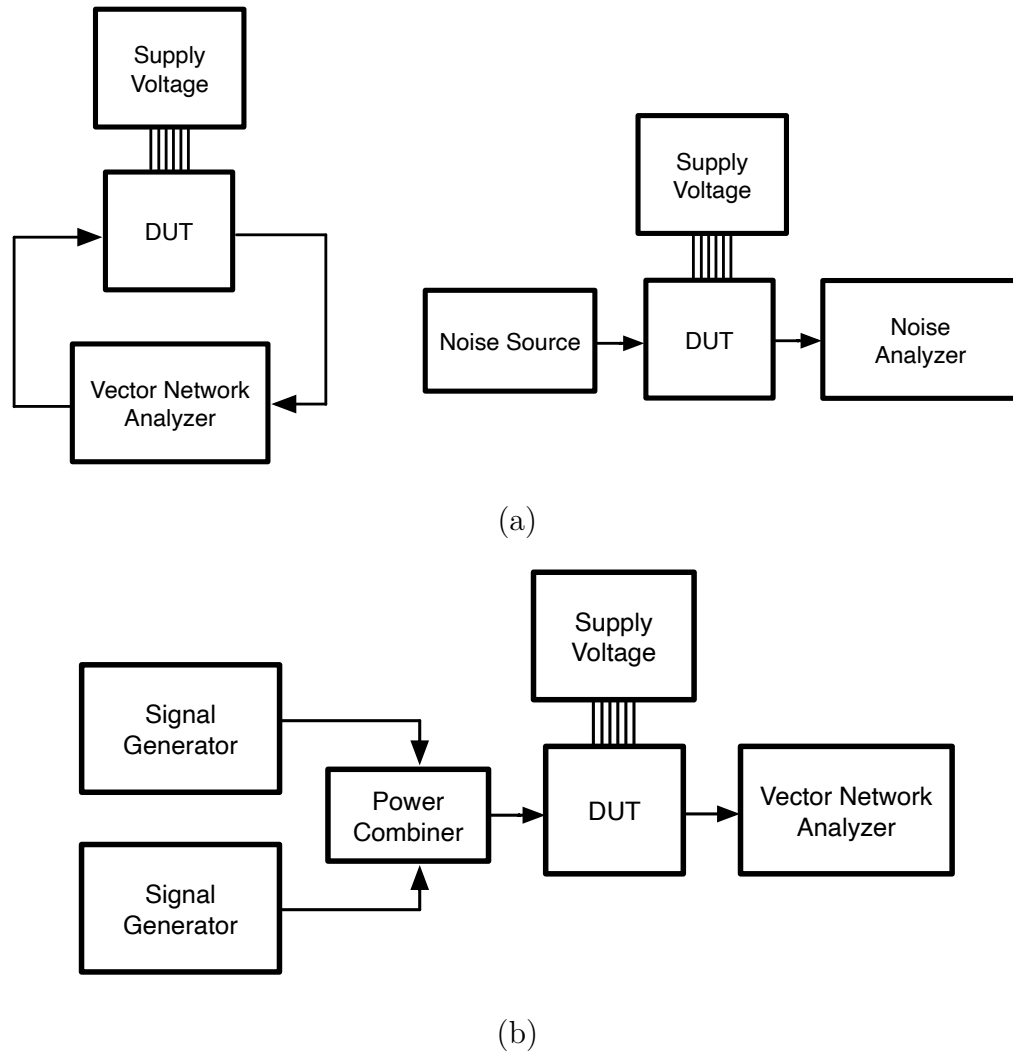 Supply
Voltage
DUT
Vector Network
Analyzer
Supply
Voltage
Noise Source
DUT
Noise
Analyzer
(a)
Supply
Voltage
Signal
Generator
Power
Combiner
DUT
Vector Network
Analyzer
Signal
Generator
(b)